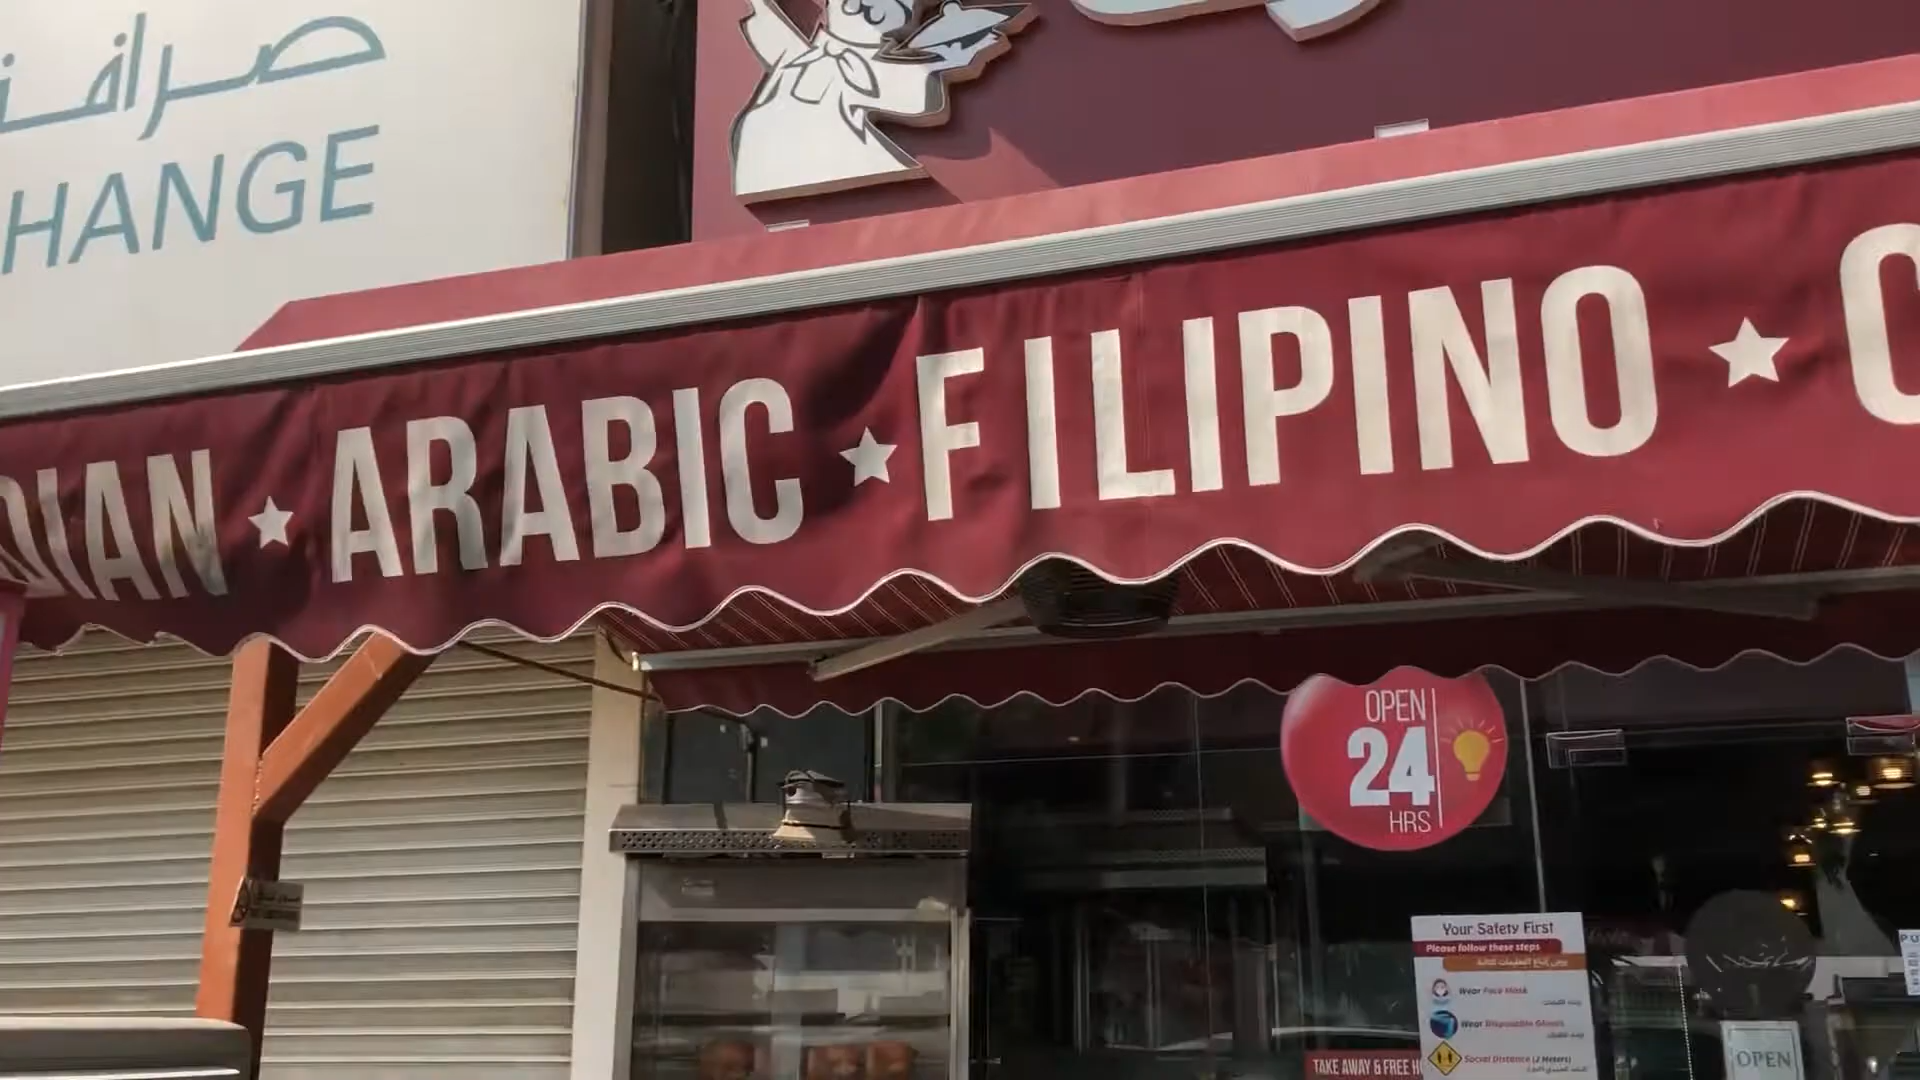 صرافة
HANGE
DIAN ★ ARABIC ★ FILIPINO ★ C
OPEN
24
HRS
Your Safety First
Please follow these steps
Wear Face Mask
Wear Disposable Gloves
Social Distance (2 Meters)
TAKE AWAY & FREE H
OPEN
PU